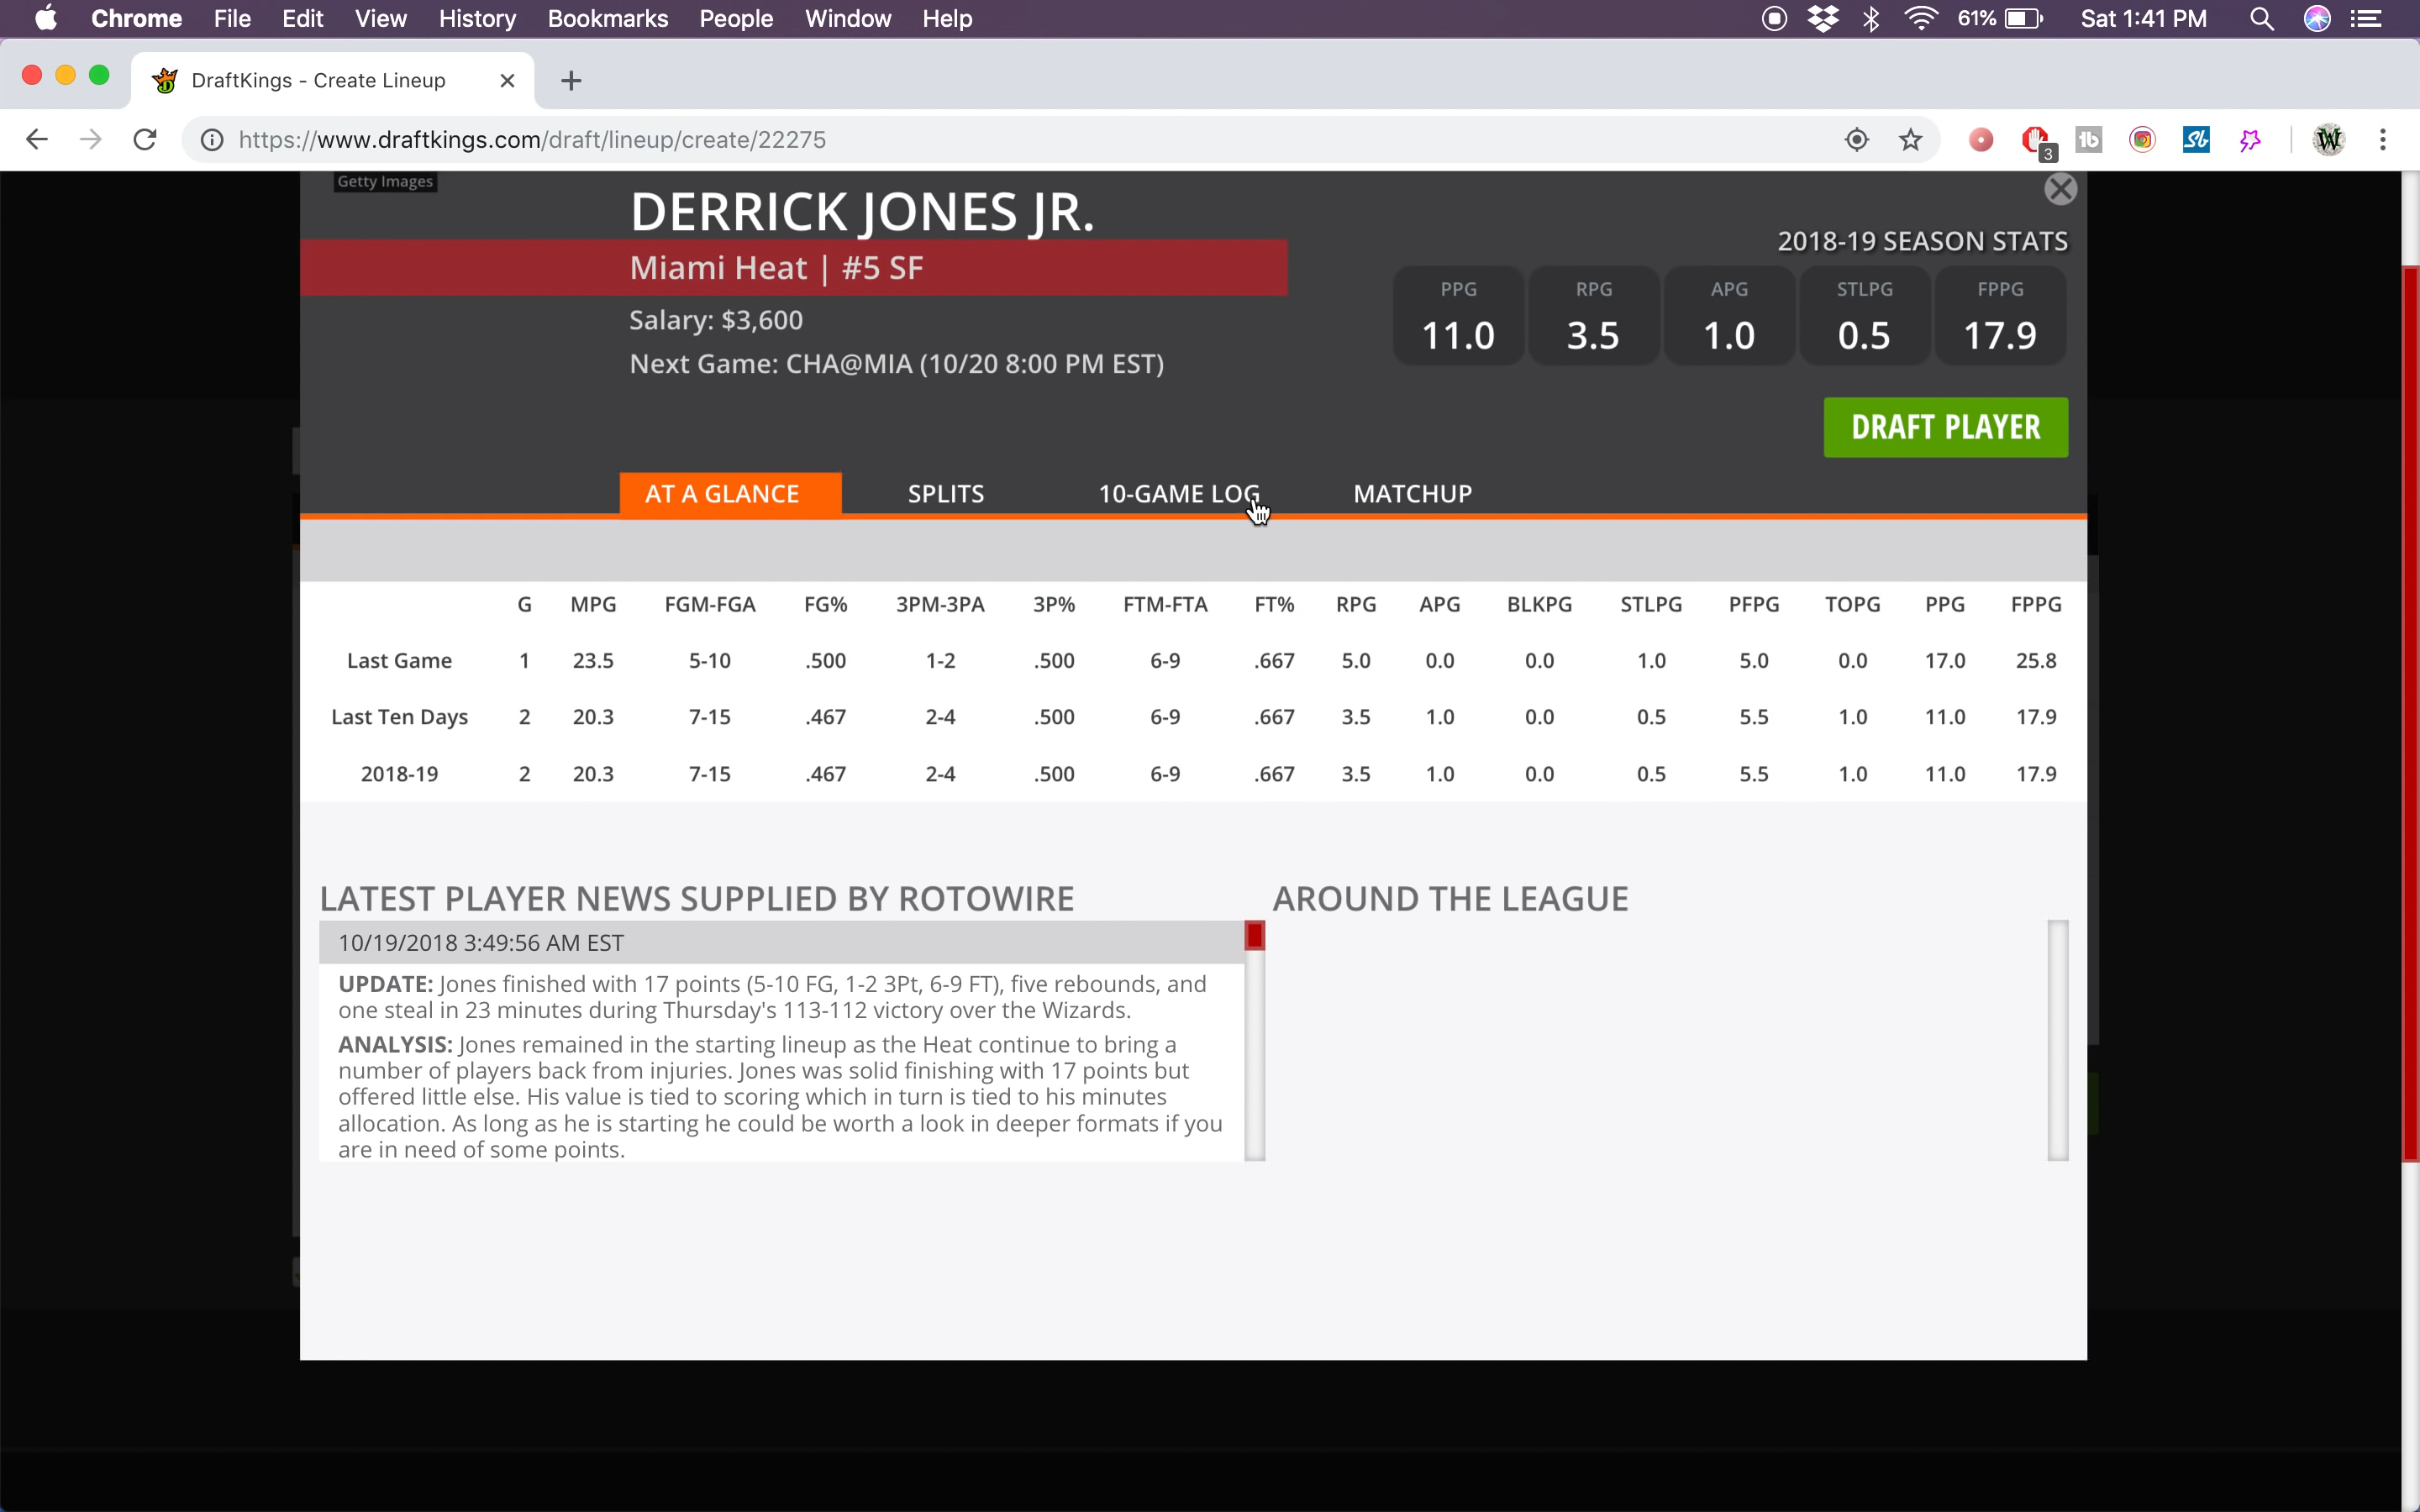 Chrome File Edit View History Bookmarks People Window Help 61% Sat 1:41 PM
DraftKings - Create Lineup
https://www.draftkings.com/draft/lineup/create/22275
3
Getty Images
DERRICK JONES JR.
Miami Heat | #5 SF
Salary: $3,600
Next Game: CHA@MIA (10/20 8:00 PM EST)
2018-19 SEASON STATS
PPG RPG APG STLPG FPPG
11.0 3.5 1.0 0.5 17.9
DRAFT PLAYER
AT A GLANCE SPLITS 10-GAME LOG MATCHUP
G MPG FGM-FGA FG% 3PM-3PA 3P% FTM-FTA FT% RPG APG BLKPG STLPG PFPG TOPG PPG FPPG
Last Game 1 23.5 5-10 .500 1-2 .500 6-9 .667 5.0 0.0 0.0 1.0 5.0 0.0 17.0 25.8
Last Ten Days 2 20.3 7-15 .467 2-4 .500 6-9 .667 3.5 1.0 0.0 0.5 5.5 1.0 11.0 17.9
2018-19 2 20.3 7-15 .467 2-4 .500 6-9 .667 3.5 1.0 0.0 0.5 5.5 1.0 11.0 17.9
LATEST PLAYER NEWS SUPPLIED BY ROTOWIRE
10/19/2018 3:49:56 AM EST
UPDATE: Jones finished with 17 points (5-10 FG, 1-2 3Pt, 6-9 FT), five rebounds, and
one steal in 23 minutes during Thursday's 113-112 victory over the Wizards.
ANALYSIS: Jones remained in the starting lineup as the Heat continue to bring a
number of players back from injuries. Jones was solid finishing with 17 points but
offered little else. His value is tied to scoring which in turn is tied to his minutes
allocation. As long as he is starting he could be worth a look in deeper formats if you
are in need of some points.
AROUND THE LEAGUE